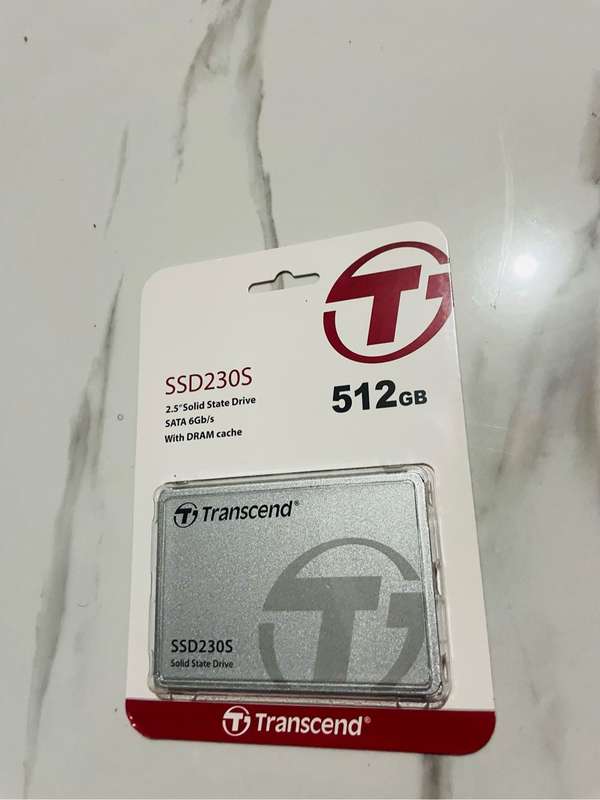 SSD230S
2.5″Solid State Drive
SATA 6Gb/s
With DRAM cache
512GB
Transcend®
SSD230S
Solid State Drive
Transcend®